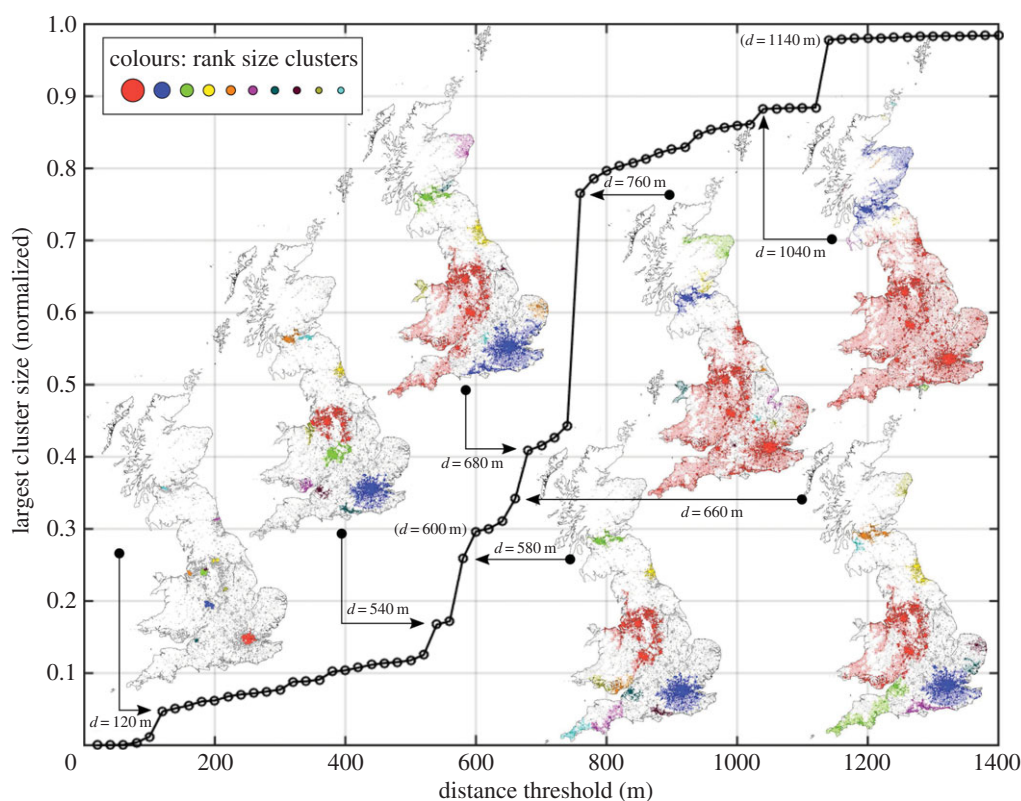 1.0
0.9
0.8
0.7
0.6
0.5
0.4
0.3
0.2
0.1
0
largest cluster size (normalized)
colours: rank size clusters
(d = 1140 m)
d = 760 m
d = 1040 m
d = 680 m
d = 660 m
(d = 600 m)
d = 580 m
d = 540 m
d = 120 m
200
400
600
800
1000
1200
1400
distance threshold (m)